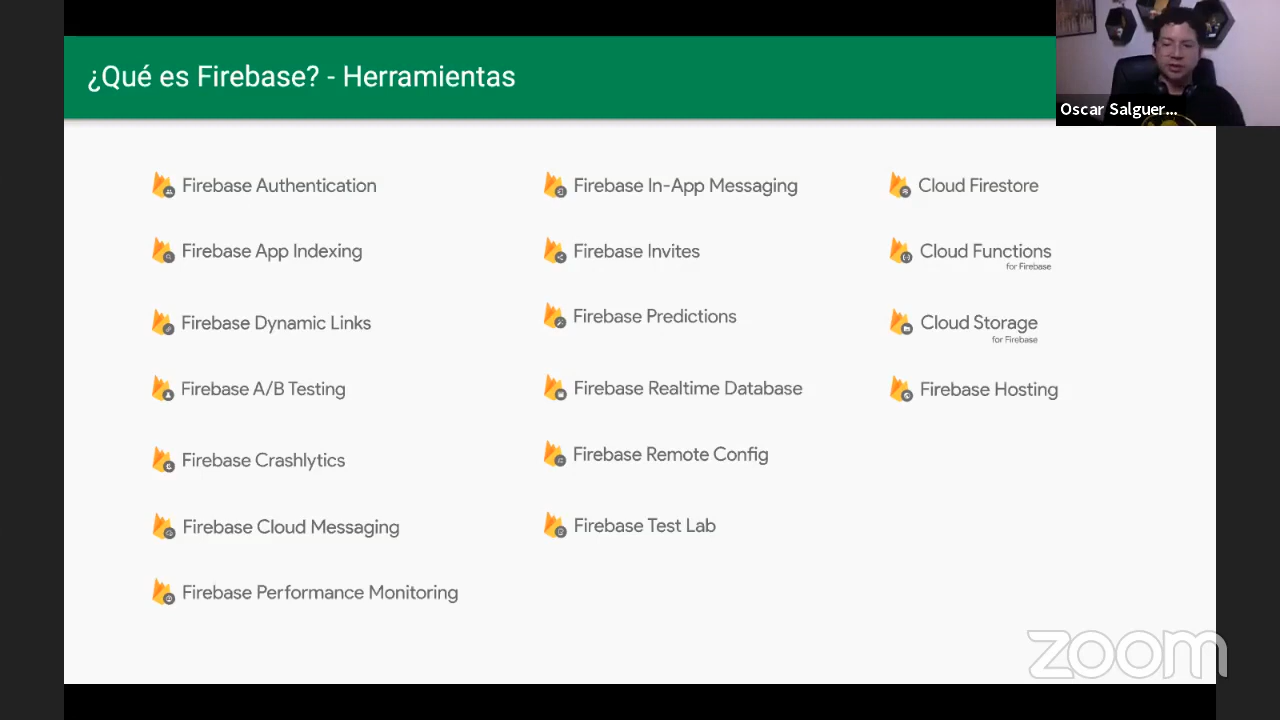 ¿Qué es Firebase? - Herramientas
Oscar Salguer...
Firebase Authentication
Firebase App Indexing
Firebase Dynamic Links
Firebase A/B Testing
Firebase Crashlytics
Firebase Cloud Messaging
Firebase Performance Monitoring
Firebase In-App Messaging
Firebase Invites
Firebase Predictions
Firebase Realtime Database
Firebase Remote Config
Firebase Test Lab
Cloud Firestore
Cloud Functions
for Firebase
Cloud Storage
for Firebase
Firebase Hosting
zoom